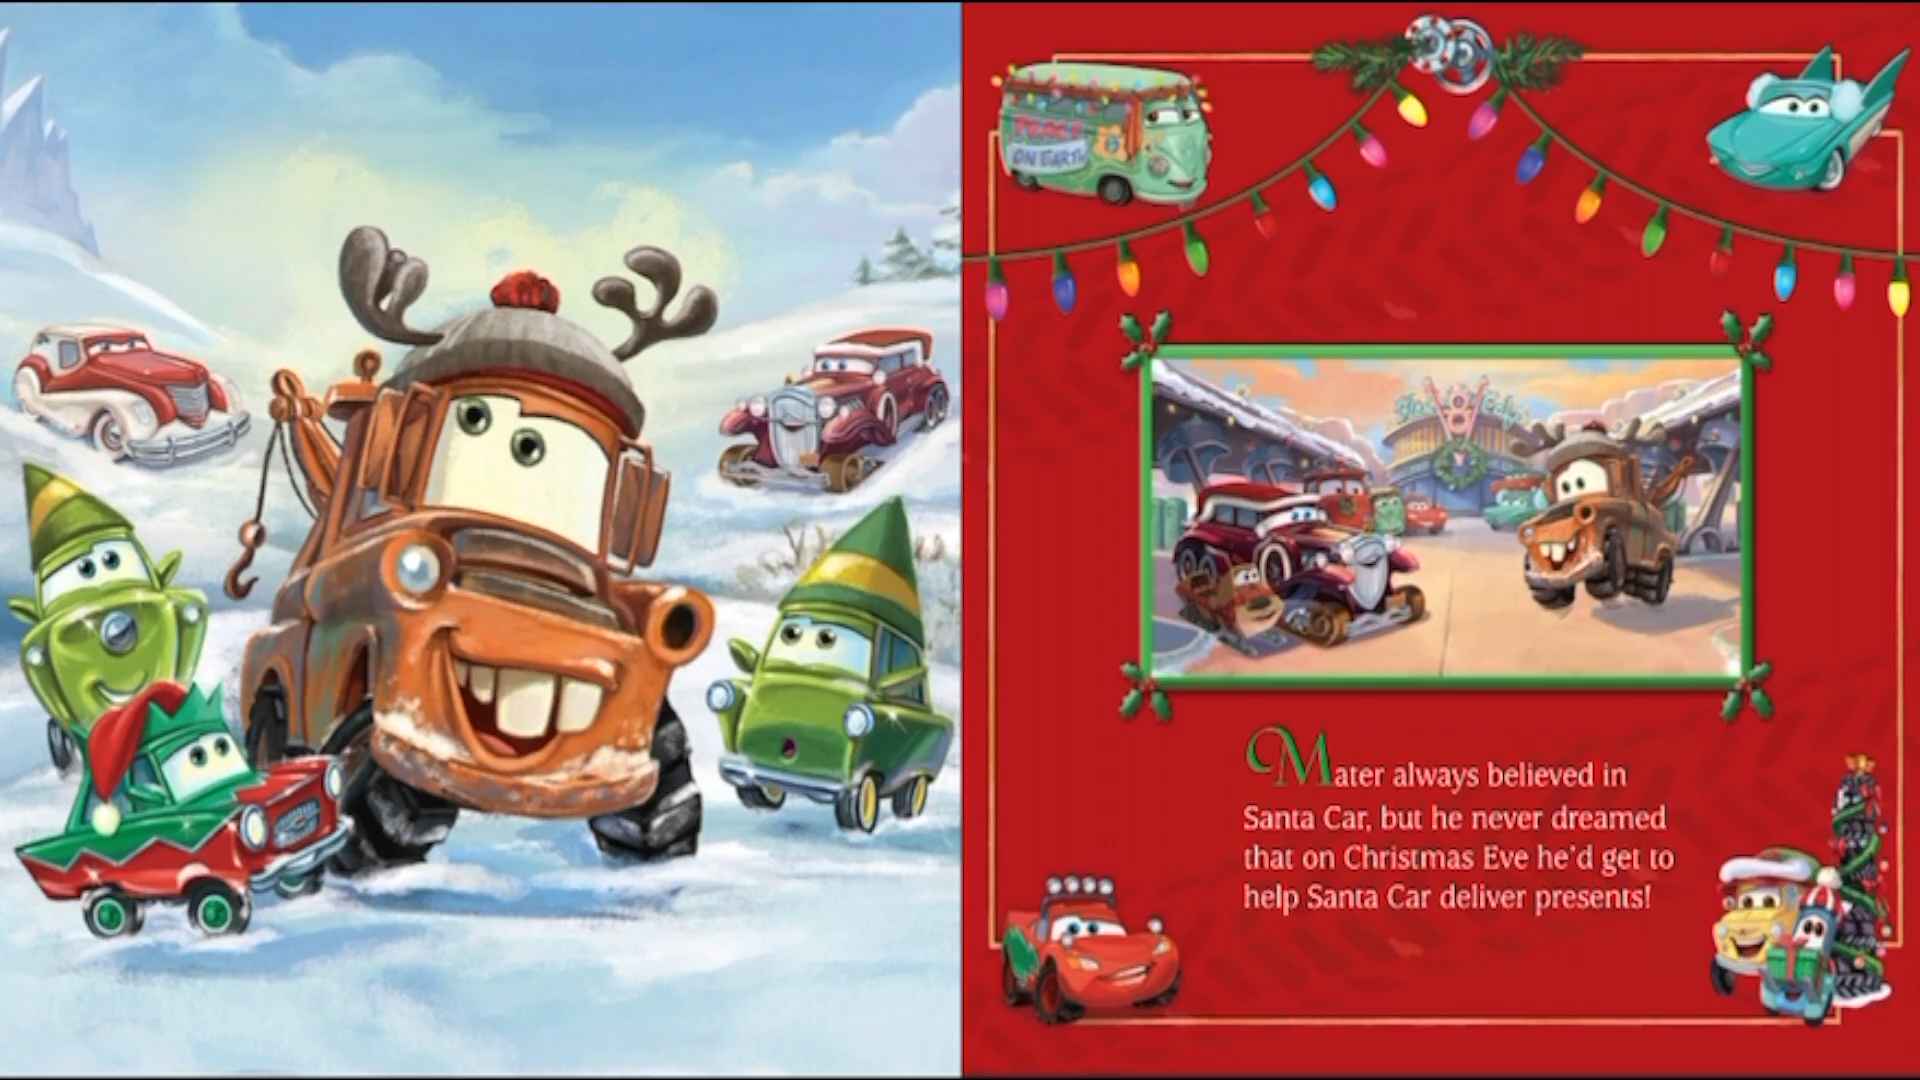 PEACE
ON EARTH
V8
Mater always believed in
Santa Car, but he never dreamed
that on Christmas Eve he'd get to
help Santa Car deliver presents!